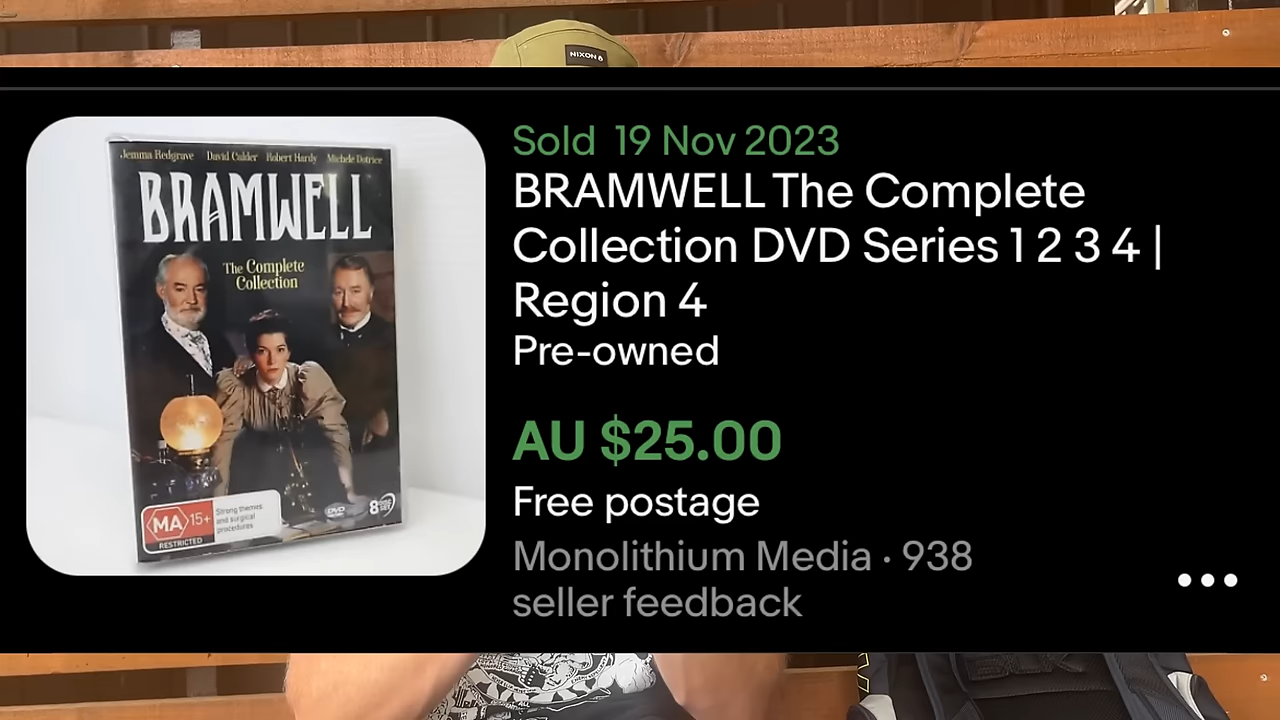 NIXON
Sold 19 Nov 2023
BRAMWELL The Complete
Collection DVD Series 1 2 3 4 |
Region 4
Pre-owned
AU $25.00
Free postage
Monolithium Media · 938
seller feedback
Jemma Redgrave David Calder Robert Hardy Michele Dotrice
BRAMWELL
The Complete
Collection
MA 15+
RESTRICTED
Strong themes
and surgical
procedures
DVD
8 DISC
SET